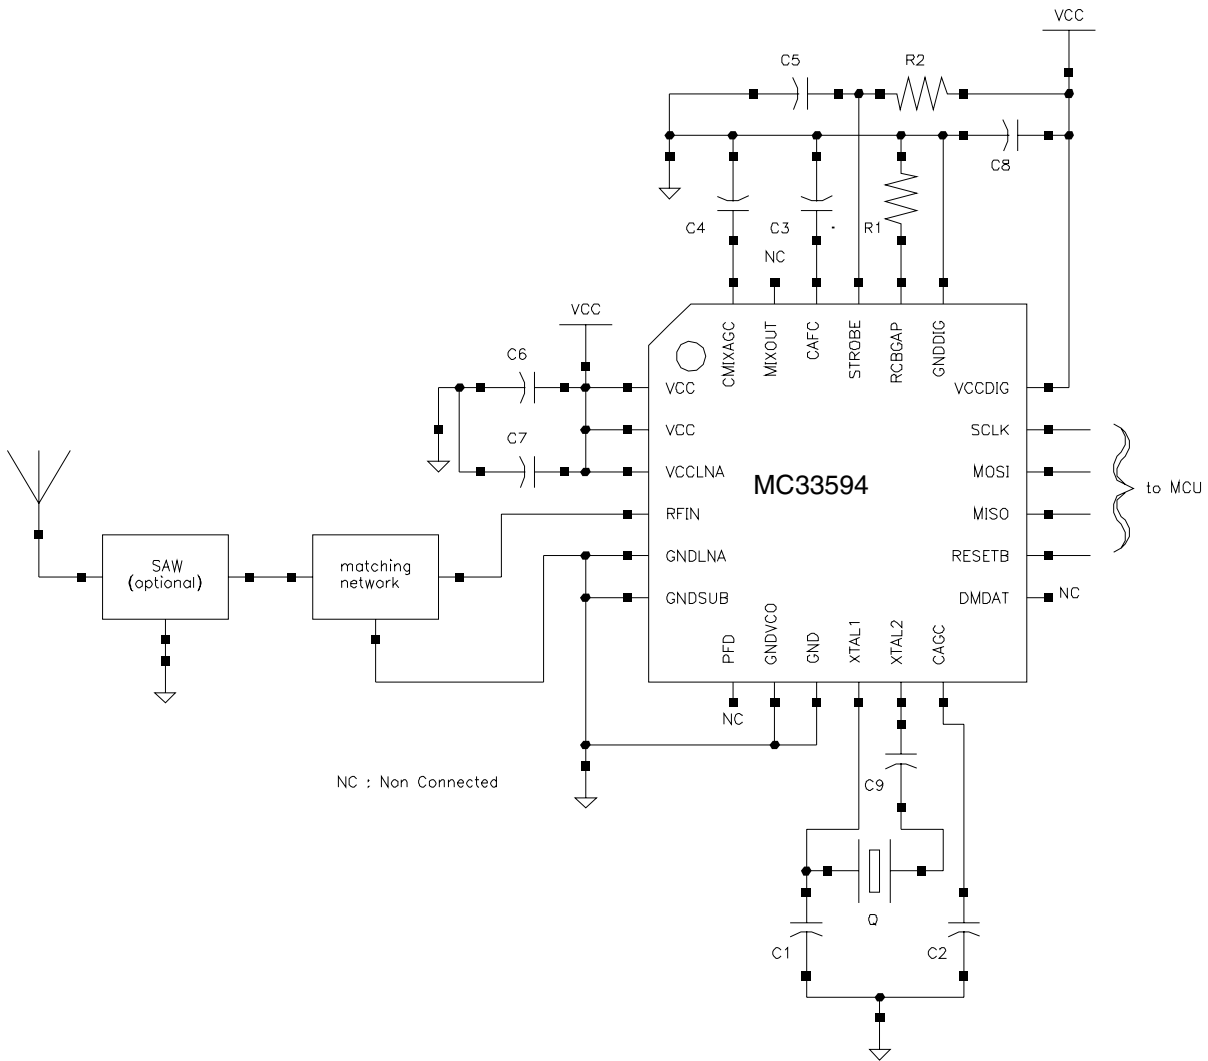 VCC
C5
R2
C8
C4
C3
R1
NC
VCC
C6
C7
CMIXAGC
MIXOUT
CAFC
STROBE
RCBGAP
GNDDIG
VCC
VCC
VCCLNA
RFIN
GNDLNA
GNDSUB
MC33594
VCCDIG
SCLK
MOSI
MISO
RESETB
DMDAT
NC
to MCU
SAW
(optional)
matching
network
PFD
GNDVCO
GND
XTAL1
XTAL2
CAGC
NC
NC : Non Connected
C9
Q
C1
C2